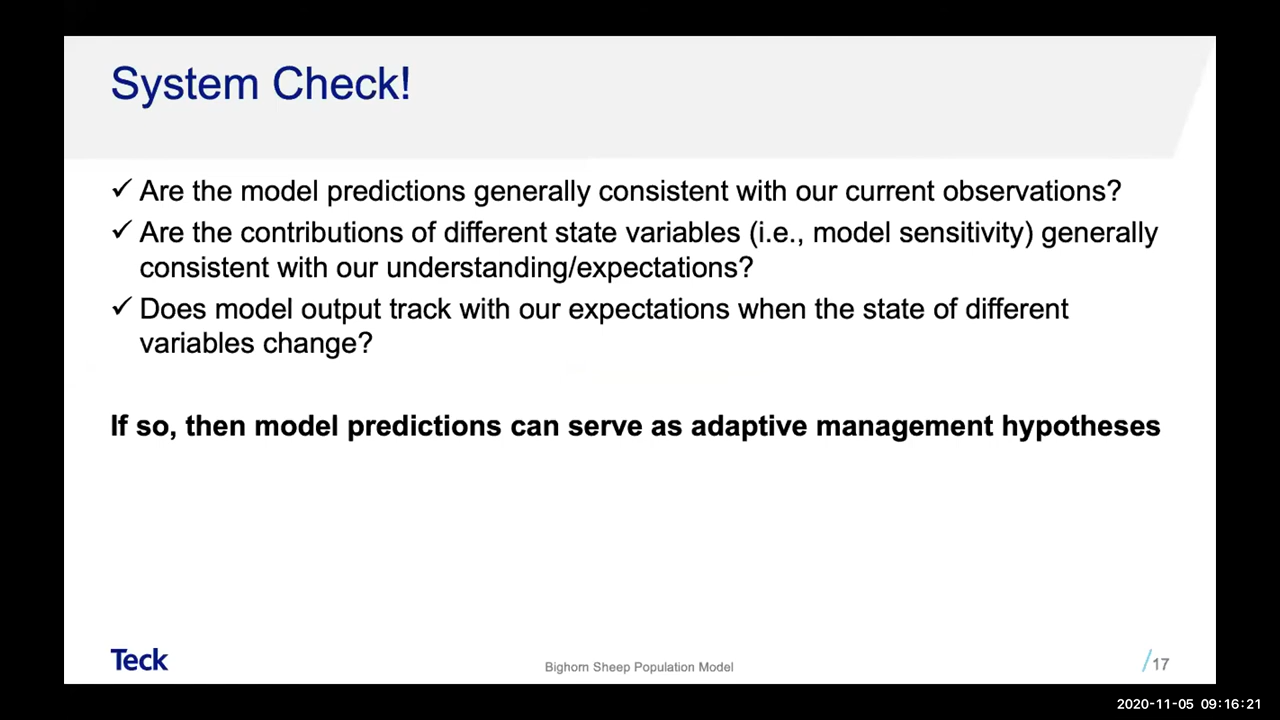 System Check!
✓ Are the model predictions generally consistent with our current observations?
✓ Are the contributions of different state variables (i.e., model sensitivity) generally
consistent with our understanding/expectations?
✓ Does model output track with our expectations when the state of different
variables change?
If so, then model predictions can serve as adaptive management hypotheses
Teck
Bighorn Sheep Population Model
/17
2020-11-05 09:16:21